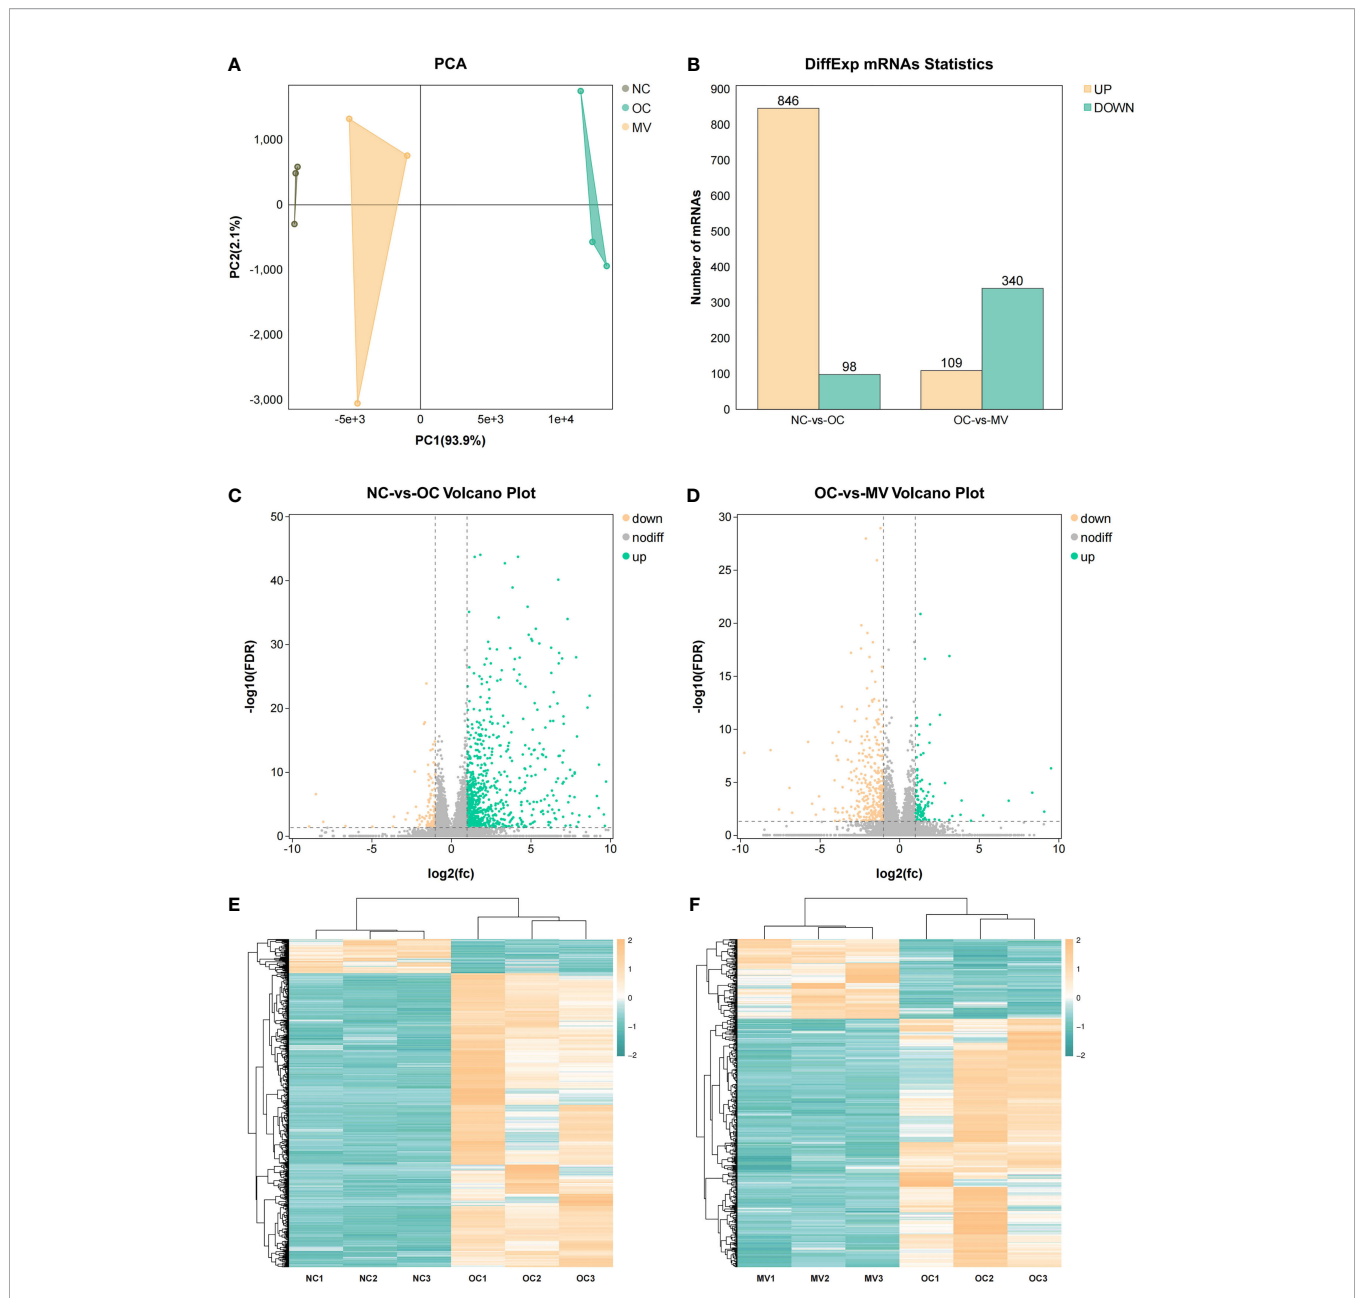 A
PCA
NC
OC
MV
PC2(2.1%)
1,000
0
-1,000
-2,000
-3,000
-5e+3
0
5e+3
1e+4
PC1(93.9%)
B
DiffExp mRNAs Statistics
UP
DOWN
Number of mRNAs
900
800
700
600
500
400
300
200
100
0
846
98
109
340
NC-vs-OC
OC-vs-MV
C
NC-vs-OC Volcano Plot
down
nodiff
up
-log10(FDR)
50
40
30
20
10
0
-10
-5
0
5
10
log2(fc)
D
OC-vs-MV Volcano Plot
down
nodiff
up
-log10(FDR)
30
25
20
15
10
5
0
-10
-5
0
5
10
log2(fc)
E
2
1
0
−1
−2
NC1
NC2
NC3
OC1
OC2
OC3
F
2
1
0
−1
−2
MV1
MV2
MV3
OC1
OC2
OC3